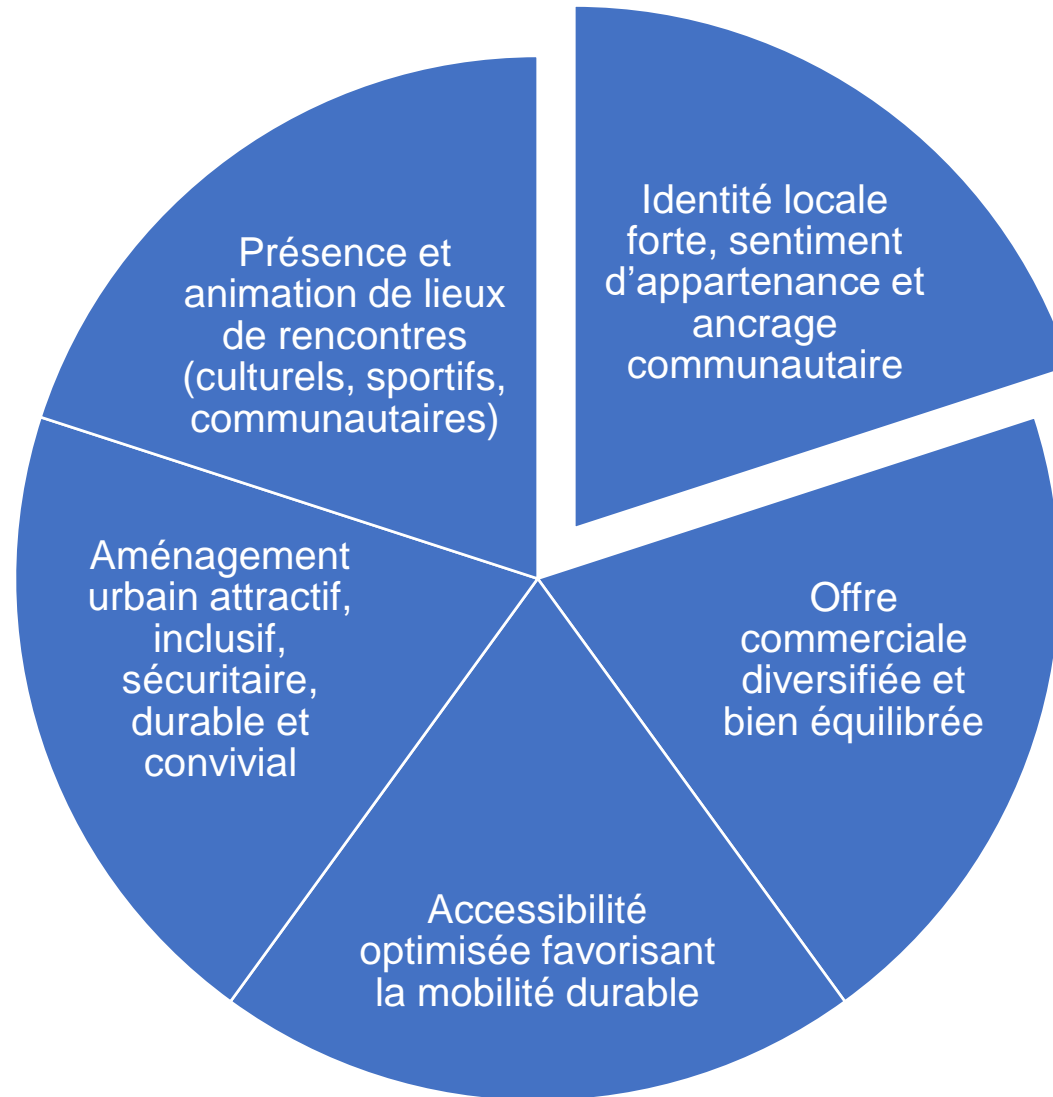 Identité locale
forte, sentiment
d’appartenance et
ancrage
communautaire
Offre
commerciale
diversifiée et
bien équilibrée
Accessibilité
optimisée favorisant
la mobilité durable
Aménagement
urbain attractif,
inclusif,
sécuritaire,
durable et
convivial
Présence et
animation de lieux
de rencontres
(culturels, sportifs,
communautaires)